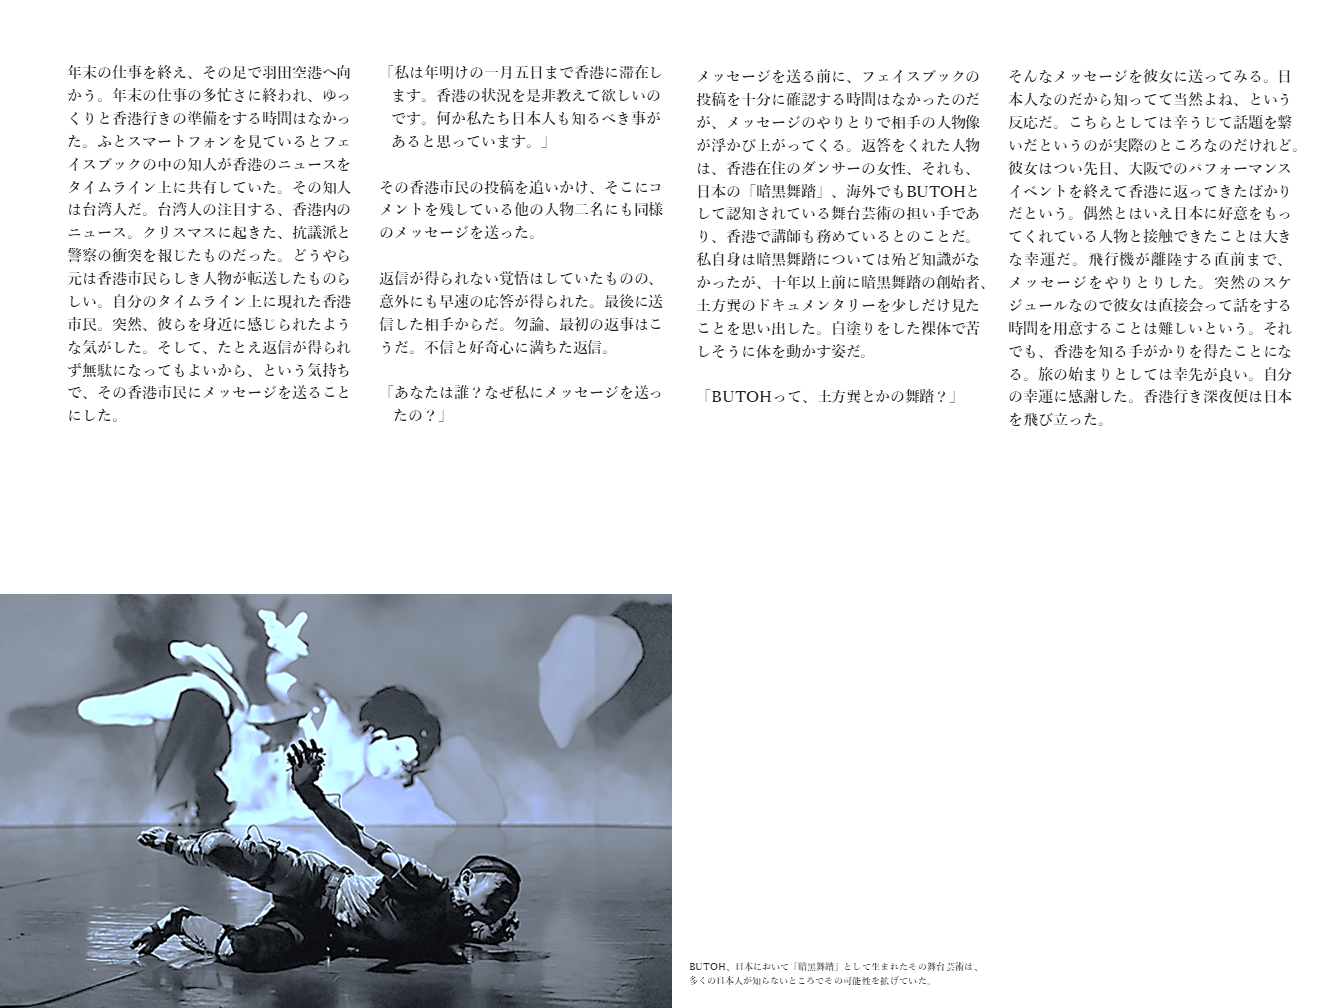 年末の仕事を終え、その足で羽田空港へ向
かう。年末の仕事の多忙さに終われ、ゆっ
くりと香港行きの準備をする時間はなかっ
た。ふとスマートフォンを見ているとフェ
イスブックの中の知人が香港のニュースを
タイムライン上に共有していた。その知人
は台湾人だ。台湾人の注目する、香港内の
ニュース。クリスマスに起きた、抗議派と
警察の衝突を報じたものだった。どうやら
元は香港市民らしき人物が転送したものら
しい。自分のタイムライン上に現れた香港
市民。突然、彼らを身近に感じられたよう
な気がした。そして、たとえ返信が得られ
ず無駄になってもよいから、という気持ち
で、その香港市民にメッセージを送ること
にした。
「私は年明けの一月五日まで香港に滞在し
ます。香港の状況を是非教えて欲しいの
です。何か私たち日本人も知るべき事が
あると思っています。」
その香港市民の投稿を追いかけ、そこにコ
メントを残している他の人物二名にも同様
のメッセージを送った。
返信が得られない覚悟はしていたものの、
意外にも早速の応答が得られた。最後に送
信した相手からだ。勿論、最初の返事はこ
うだ。不信と好奇心に満ちた返信。
「あなたは誰？なぜ私にメッセージを送っ
たの？」
メッセージを送る前に、フェイスブックの
投稿を十分に確認する時間はなかったのだ
が、メッセージのやりとりで相手の人物像
が浮かび上がってくる。返答をくれた人物
は、香港在住のダンサーの女性、それも、
日本の「暗黒舞踏」、海外でもBUTOHと
して認知されている舞台芸術の担い手であ
り、香港で講師も務めているとのことだ。
私自身は暗黒舞踏については殆ど知識がな
かったが、十年以上前に暗黒舞踏の創始者、
土方巽のドキュメンタリーを少しだけ見た
ことを思い出した。白塗りをした裸体で苦
しそうに体を動かす姿だ。
「BUTOHって、土方巽とかの舞踏？」
そんなメッセージを彼女に送ってみる。日
本人なのだから知ってて当然よね、という
反応だ。こちらとしては辛うじて話題を繋
いだというのが実際のところなのだけれど。
彼女はつい先日、大阪でのパフォーマンス
イベントを終えて香港に返ってきたばかり
だという。偶然とはいえ日本に好意をもっ
てくれている人物と接触できたことは大き
な幸運だ。飛行機が離陸する直前まで、
メッセージをやりとりした。突然のスケ
ジュールなので彼女は直接会って話をする
時間を用意することは難しいという。それ
でも、香港を知る手がかりを得たことにな
る。旅の始まりとしては幸先が良い。自分
の幸運に感謝した。香港行き深夜便は日本
を飛び立った。
BUTOH、日本において「暗黒舞踏」として生まれたその舞台芸術は、
多くの日本人が知らないところでその可能性を拡げていた。